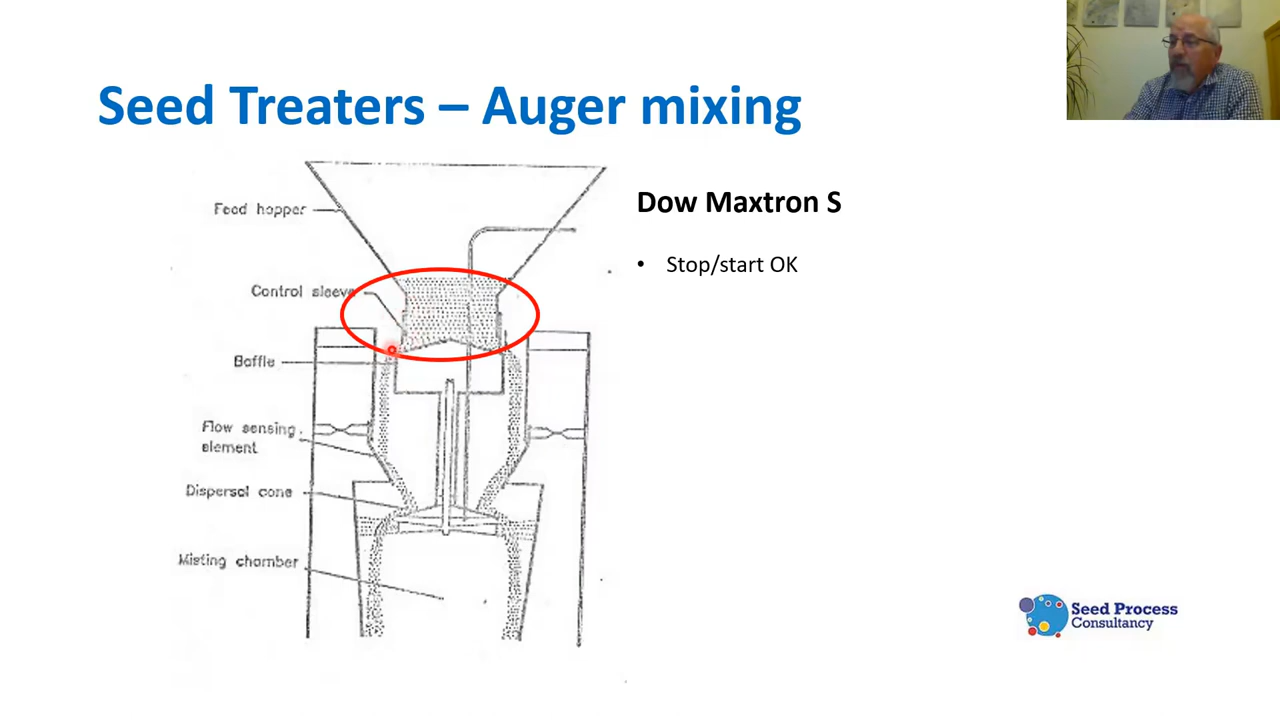 Seed Treaters – Auger mixing
Feed hopper
Control sleeve
Baffle
Flow sensing
element
Dispersal cone
Misting chamber
Dow Maxtron S
• Stop/start OK
Seed Process
Consultancy